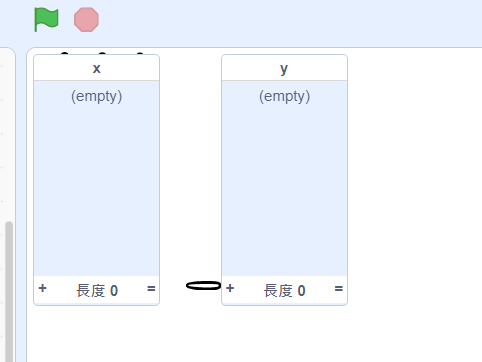 x
y
(empty)
(empty)
+ 長度 0 =
+ 長度 0 =